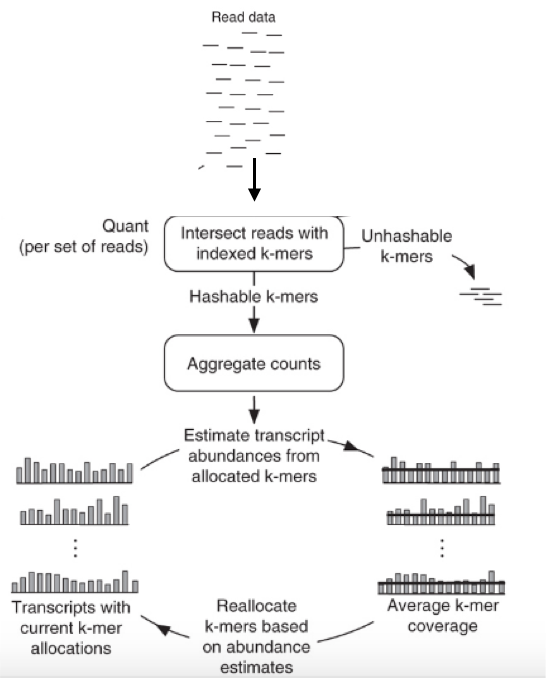 Read data
Quant
(per set of reads)
Intersect reads with
indexed k-mers
Unhashable
k-mers
Hashable k-mers
Aggregate counts
Estimate transcript
abundances from
allocated k-mers
Transcripts with
current k-mer
allocations
Reallocate
k-mers based
on abundance
estimates
Average k-mer
coverage